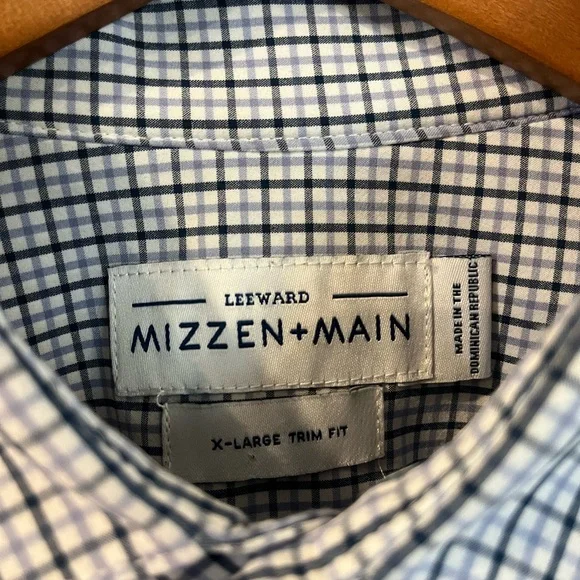 LEEWARD
MIZZEN+MAIN
MADE IN THE
DOMINICAN REPUBLIC
X-LARGE TRIM FIT